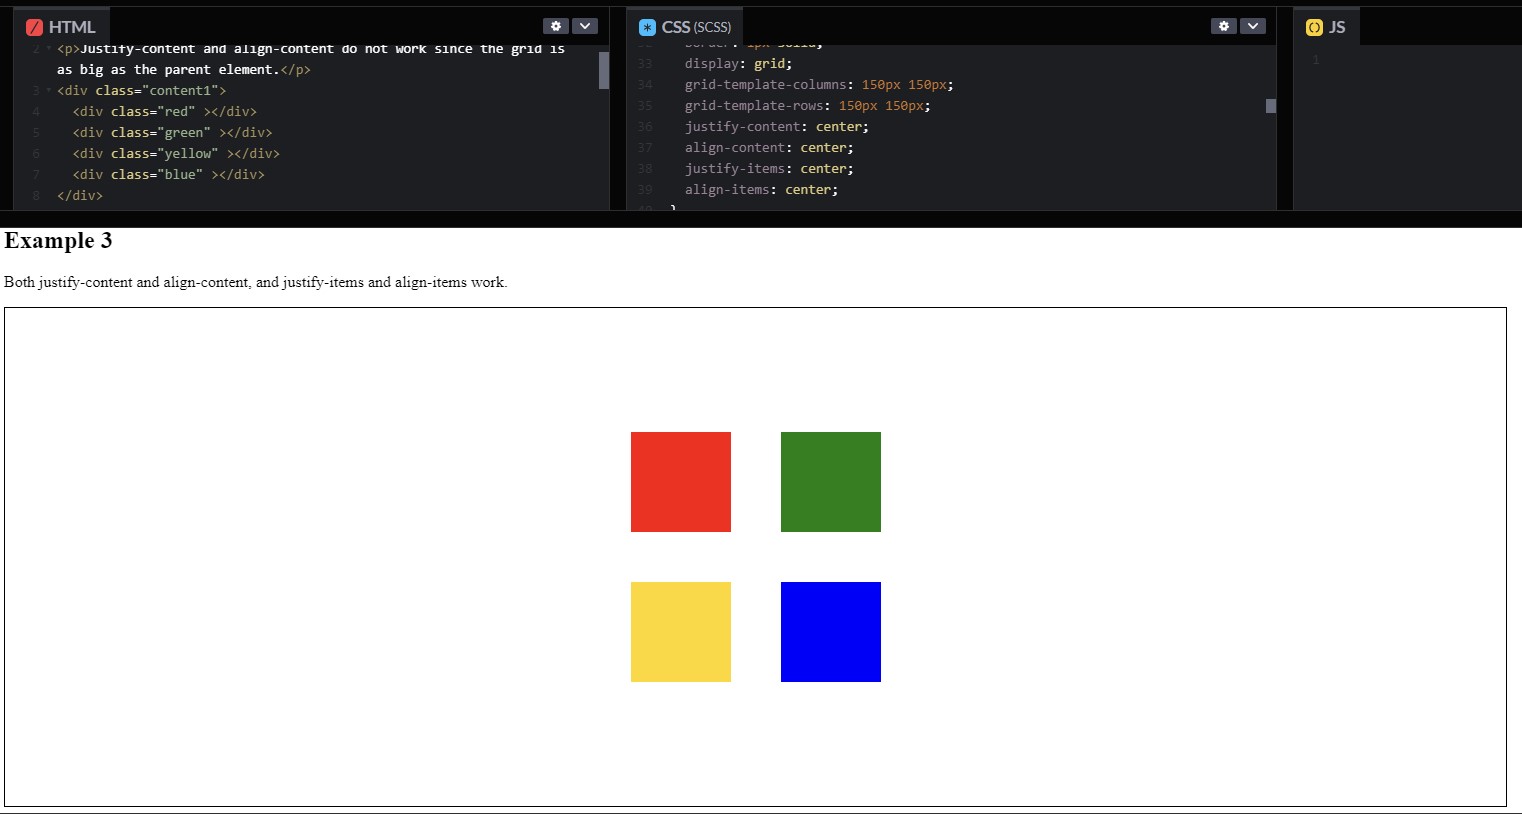 HTML
2 <p>Justify-content and align-content do not work since the grid is
as big as the parent element.</p>
3 <div class="content1">
4 <div class="red" ></div>
5 <div class="green" ></div>
6 <div class="yellow" ></div>
7 <div class="blue" ></div>
8 </div>
CSS (SCSS)
32 border: 1px solid;
33 display: grid;
34 grid-template-columns: 150px 150px;
35 grid-template-rows: 150px 150px;
36 justify-content: center;
37 align-content: center;
38 justify-items: center;
39 align-items: center;
40 }
JS
1
Example 3
Both justify-content and align-content, and justify-items and align-items work.